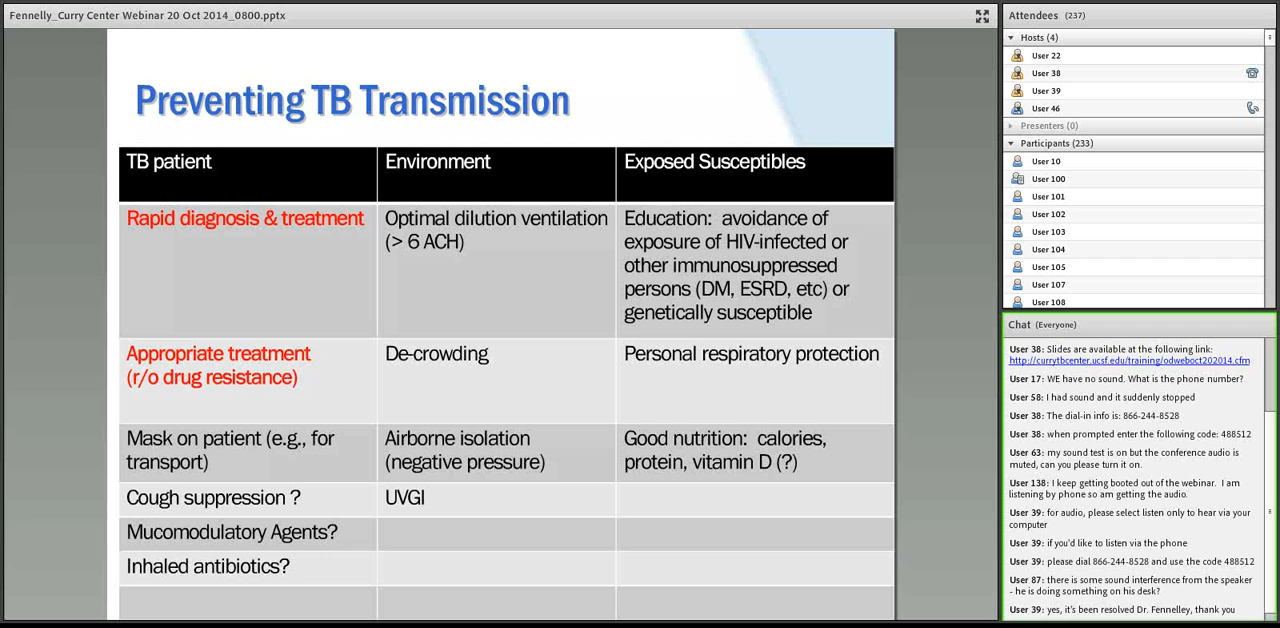 Fennelly_Curry Center Webinar 20 Oct 2014_0800.pptx
Preventing TB Transmission
TB patient
Environment
Exposed Susceptibles
Rapid diagnosis & treatment
Optimal dilution ventilation
(> 6 ACH)
Education:  avoidance of
exposure of HIV-infected or
other immunosuppressed
persons (DM, ESRD, etc) or
genetically susceptible
Appropriate treatment
(r/o drug resistance)
De-crowding
Personal respiratory protection
Mask on patient (e.g., for
transport)
Airborne isolation
(negative pressure)
Good nutrition:  calories,
protein, vitamin D (?)
Cough suppression ?
UVGI
Mucomodulatory Agents?
Inhaled antibiotics?
Attendees (237)
Hosts (4)
User 22
User 38
User 39
User 46
Presenters (0)
Participants (233)
User 10
User 100
User 101
User 102
User 103
User 104
User 105
User 107
User 108
Chat (Everyone)
User 38: Slides are available at the following link:
http://currytbcenter.ucsf.edu/training/odweboct202014.cfm
User 17: WE have no sound. What is the phone number?
User 58: I had sound and it suddenly stopped
User 38: The dial-in info is: 866-244-8528
User 38: when prompted enter the following code: 488512
User 63: my sound test is on but the conference audio is
muted, can you please turn it on.
User 138: I keep getting booted out of the webinar.  I am
listening by phone so am getting the audio.
User 39: for audio, please select listen only to hear via your
computer
User 39: if you'd like to listen via the phone
User 39: please dial 866-244-8528 and use the code 488512
User 87: there is some sound interference from the speaker
- he is doing something on his desk?
User 39: yes, it's been resolved Dr. Fennelley, thank you